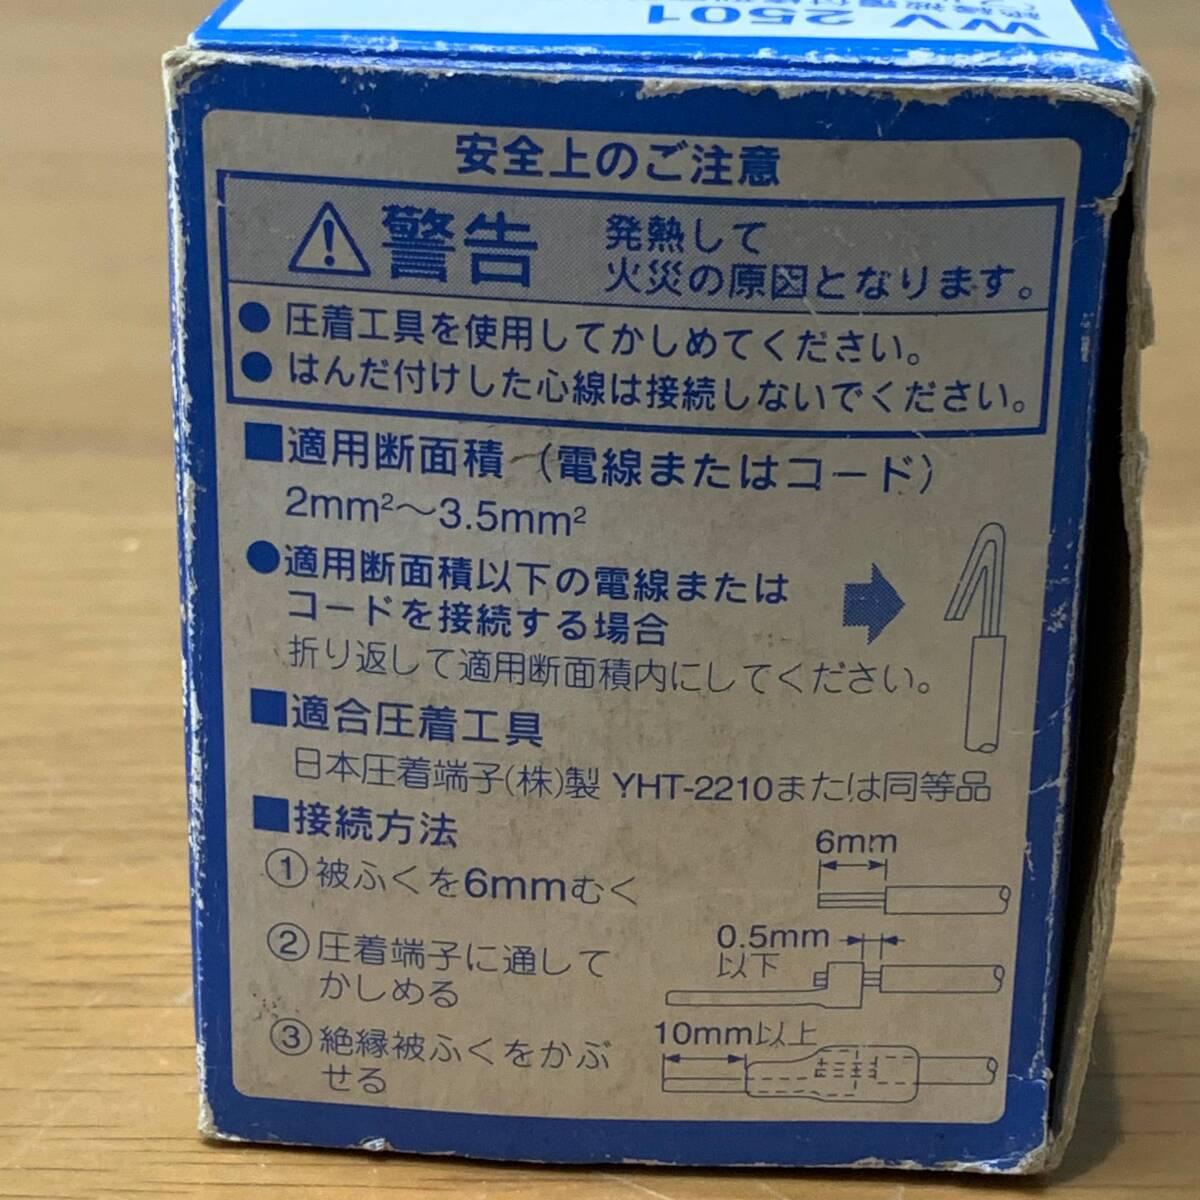 WV 2501
安全上のご注意
警告
発熱して
火災の原因となります。
● 圧着工具を使用してかしめてください。
● はんだ付けした心線は接続しないでください。
■適用断面積（電線またはコード）
2mm²～3.5mm²
●適用断面積以下の電線または
コードを接続する場合
折り返して適用断面積内にしてください。
■適合圧着工具
日本圧着端子(株)製 YHT-2210または同等品
■接続方法
①被ふくを6mmむく
6mm
②圧着端子に通して
かしめる
0.5mm
以下
③絶縁被ふくをかぶ
せる
10mm以上